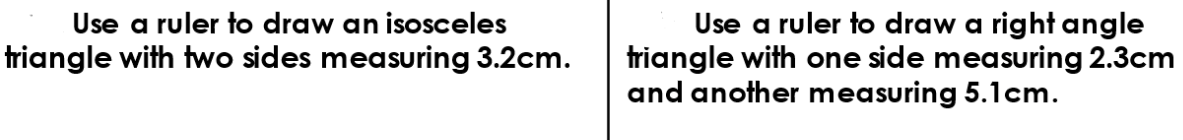 Use a ruler to draw an isosceles
triangle with two sides measuring 3.2cm.
Use a ruler to draw a right angle
triangle with one side measuring 2.3cm
and another measuring 5.1cm.